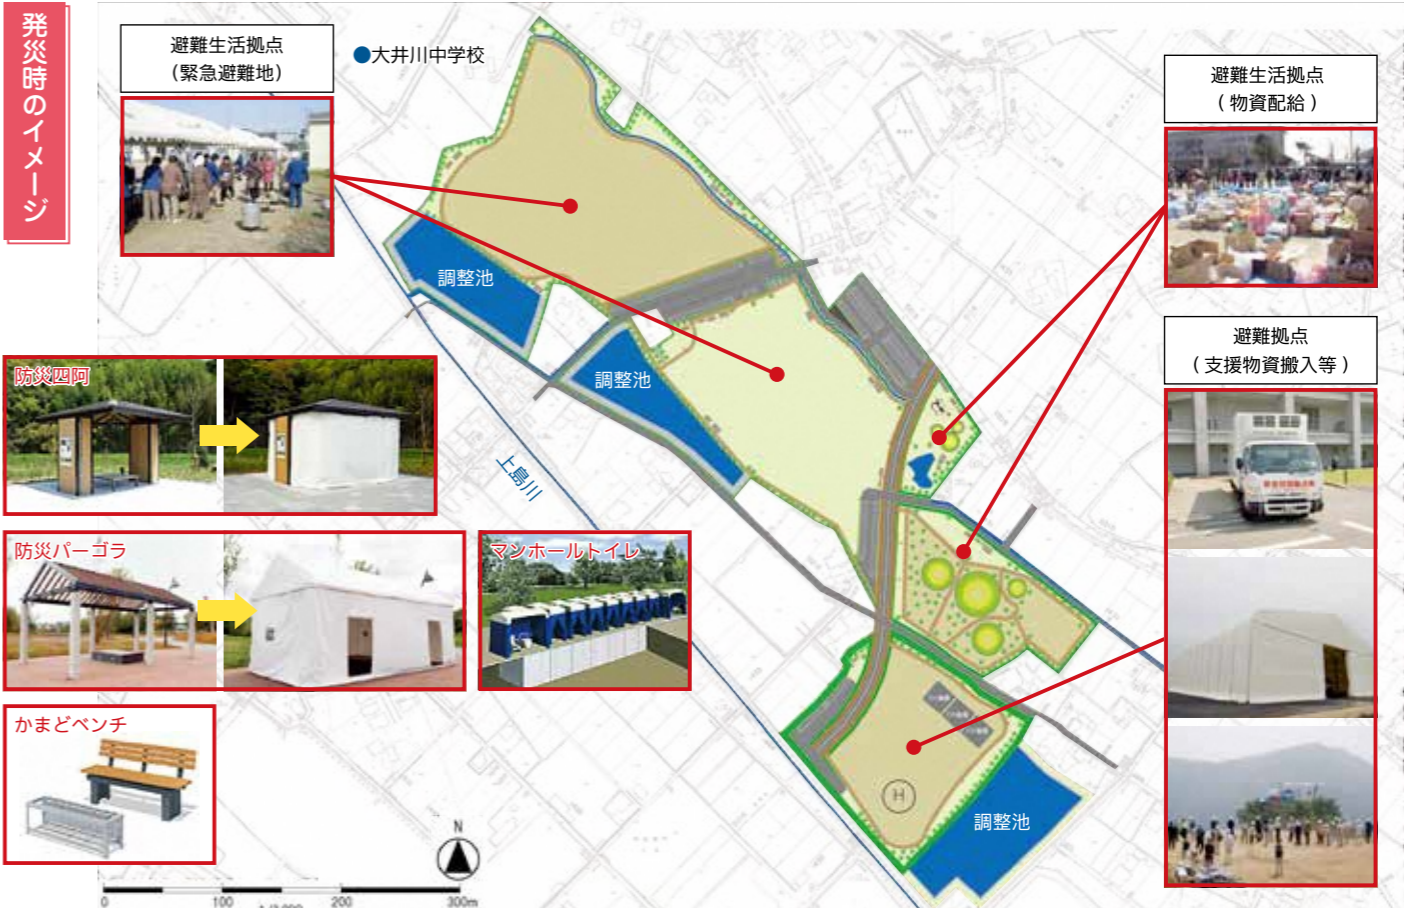 発災時のイメージ
避難生活拠点
(緊急避難地)
●大井川中学校
避難生活拠点
(物資配給)
避難拠点
(支援物資搬入等)
調整池
調整池
上島川
防災四阿
防災パーゴラ
マンホールトイレ
かまどベンチ
H
調整池
N
0 100 200 300m